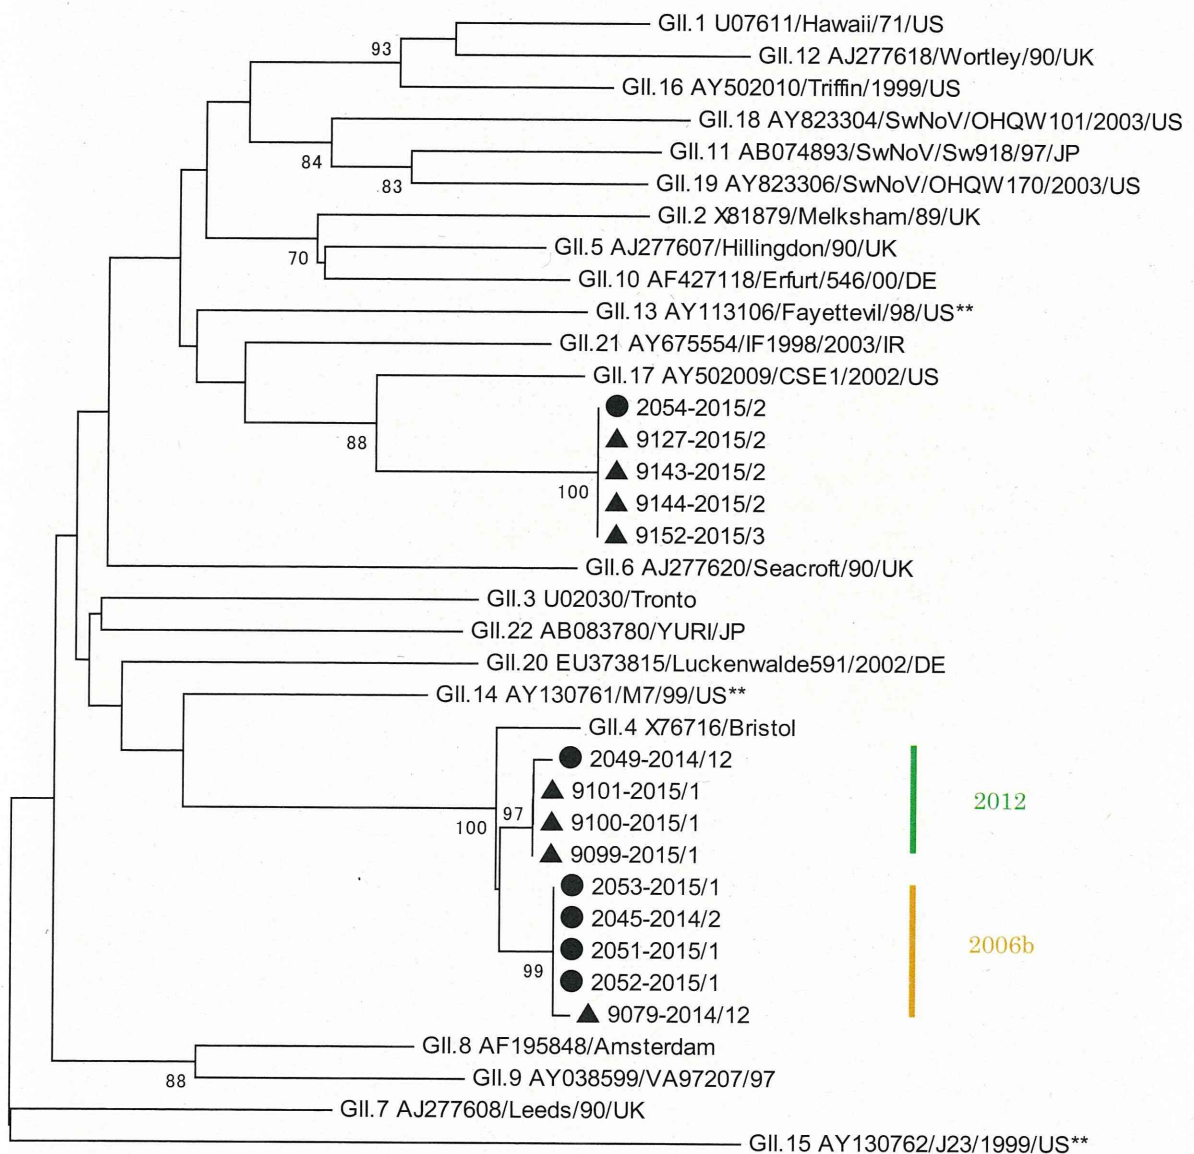 GII.1 U07611/Hawaii/71/US
93
GII.12 AJ277618/Wortley/90/UK
GII.16 AY502010/Triffin/1999/US
GII.18 AY823304/SwNoV/OHQW101/2003/US
84
GII.11 AB074893/SwNoV/Sw918/97/JP
83
GII.19 AY823306/SwNoV/OHQW170/2003/US
GII.2 X81879/Melksham/89/UK
70
GII.5 AJ277607/Hillingdon/90/UK
GII.10 AF427118/Erfurt/546/00/DE
GII.13 AY113106/Fayettevil/98/US**
GII.21 AY675554/IF1998/2003/IR
GII.17 AY502009/CSE1/2002/US
88
2054-2015/2
9127-2015/2
9143-2015/2
100
9144-2015/2
9152-2015/3
GII.6 AJ277620/Seacroft/90/UK
GII.3 U02030/Tronto
GII.22 AB083780/YURI/JP
GII.20 EU373815/Luckenwalde591/2002/DE
GII.14 AY130761/M7/99/US**
GII.4 X76716/Bristol
2049-2014/12
9101-2015/1
2012
97
100
9100-2015/1
9099-2015/1
2053-2015/1
2045-2014/2
2006b
2051-2015/1
99
2052-2015/1
9079-2014/12
GII.8 AF195848/Amsterdam
88
GII.9 AY038599/VA97207/97
GII.7 AJ277608/Leeds/90/UK
GII.15 AY130762/J23/1999/US**